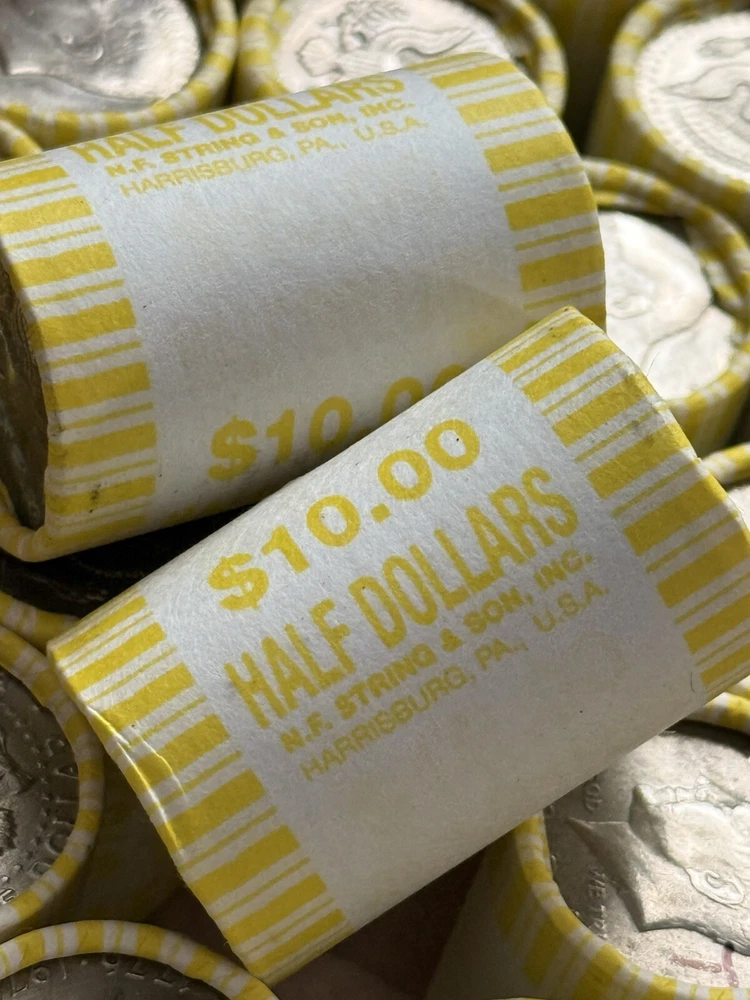 HALF DOLLARS
N.F. STRING & SON, INC.
HARRISBURG, PA., U.S.A.
$10.00
$10.00
HALF DOLLARS
N.F. STRING & SON, INC.
HARRISBURG, PA., U.S.A.